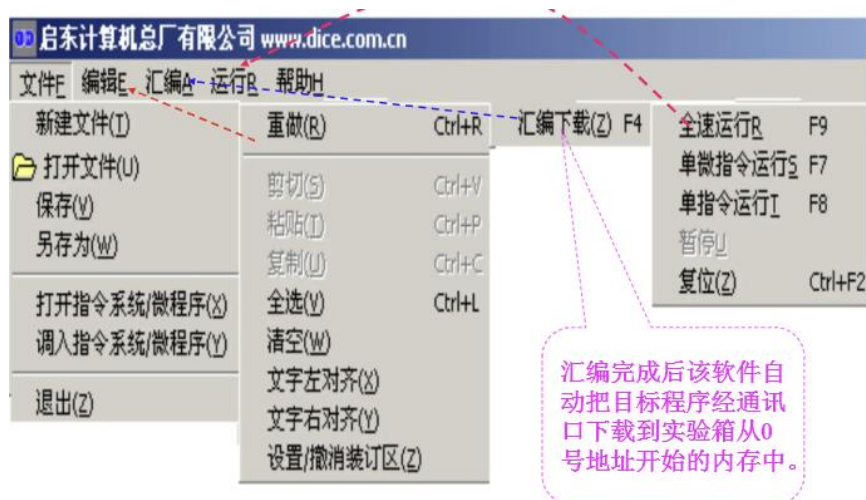 启东计算机总厂有限公司 www.dice.com.cn
文件F 编辑E 汇编A 运行R 帮助H
新建文件(T)
打开文件(U)
保存(V)
另存为(W)
打开指令系统/微程序(X)
调入指令系统/微程序(Y)
退出(Z)
重做(R) Ctrl+R
剪切(S) Ctrl+V
粘贴(T) Ctrl+P
复制(U) Ctrl+C
全选(V) Ctrl+L
清空(W)
文字左对齐(X)
文字右对齐(Y)
设置/撤消装订区(Z)
汇编下载(Z) F4
全速运行R F9
单微指令运行S F7
单指令运行T F8
暂停U
复位(Z) Ctrl+F2
汇编完成后该软件自
动把目标程序经通讯
口下载到实验箱从0
号地址开始的内存中。